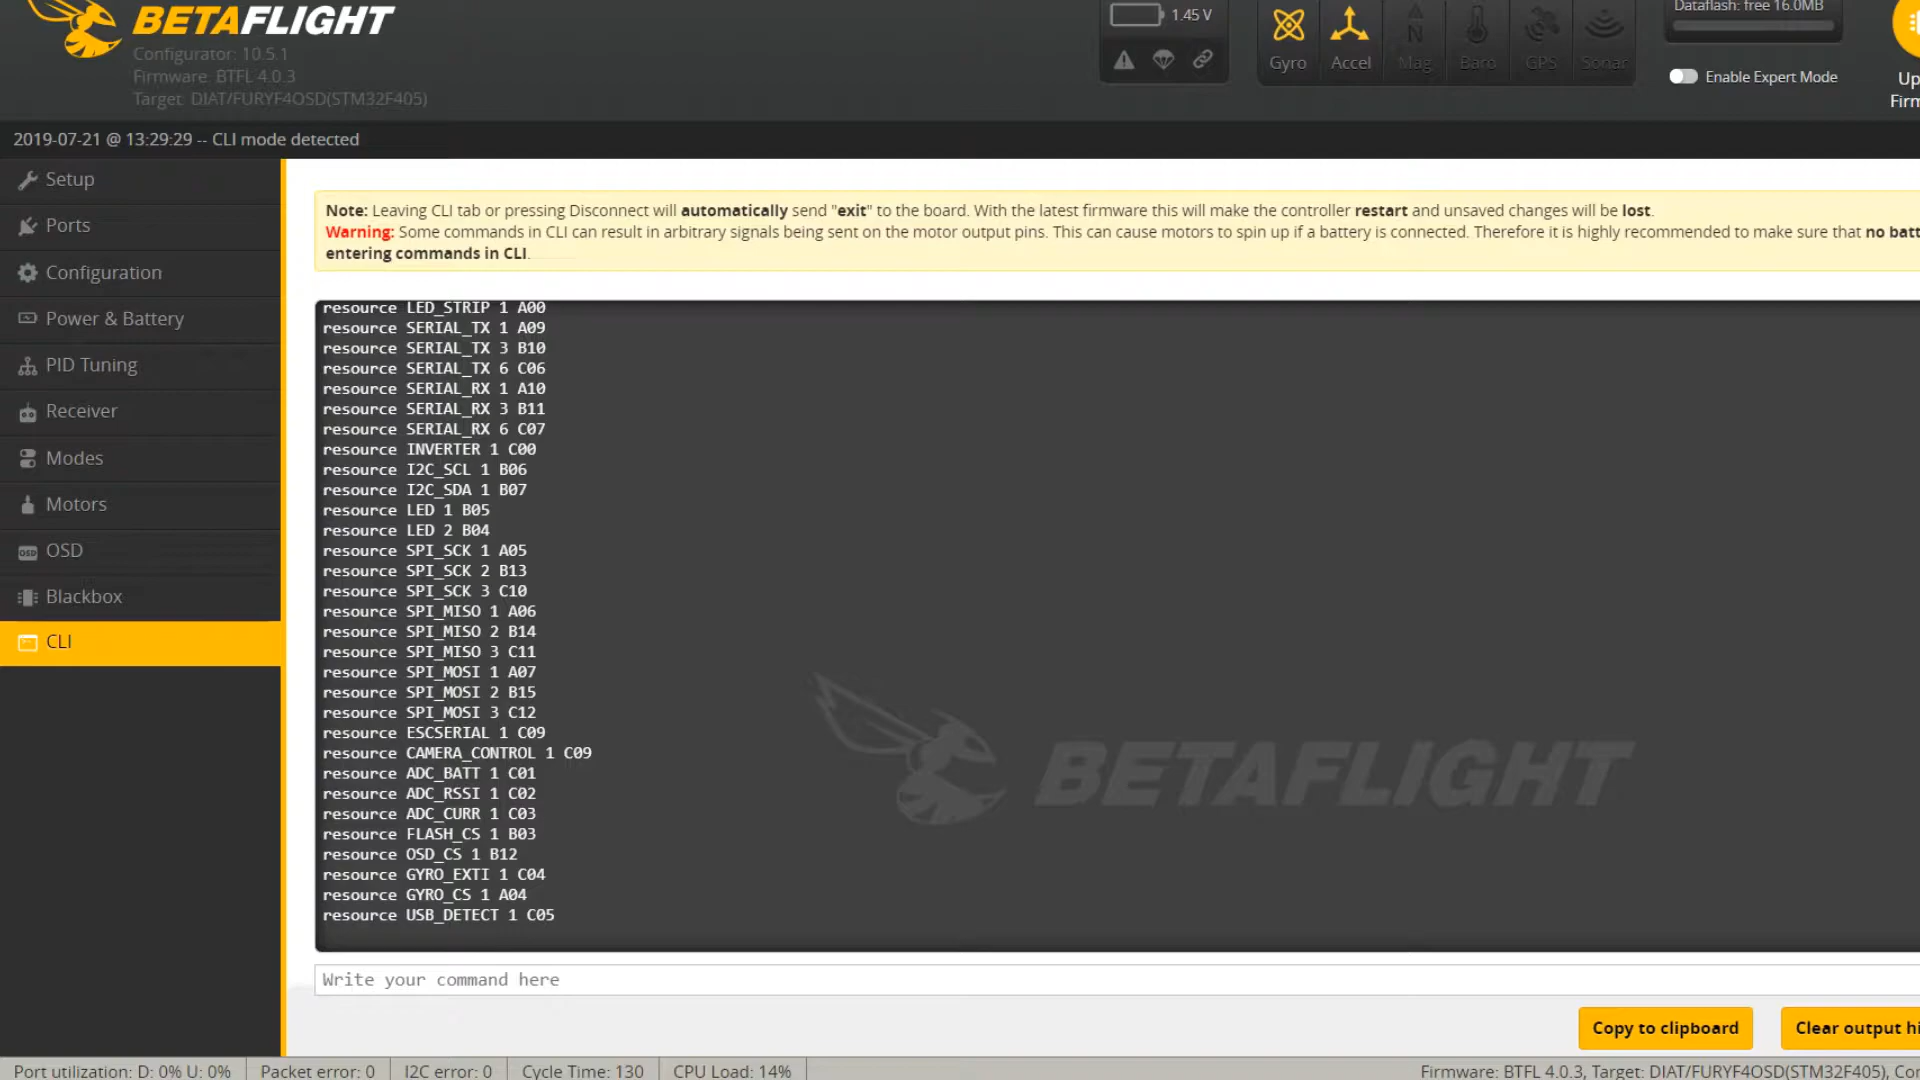 BETAFLIGHT
Configurator: 10.5.1
Firmware: BTFL 4.0.3
Target: DIAT/FURYF4OSD(STM32F405)
1.45 V
Gyro
Accel
Mag
Baro
GPS
Sonar
Dataflash: free 16.0MB
Enable Expert Mode
Up
Firm
2019-07-21 @ 13:29:29 -- CLI mode detected
Setup
Ports
Configuration
Power & Battery
PID Tuning
Receiver
Modes
Motors
OSD
Blackbox
CLI
Note: Leaving CLI tab or pressing Disconnect will automatically send "exit" to the board. With the latest firmware this will make the controller restart and unsaved changes will be lost.
Warning: Some commands in CLI can result in arbitrary signals being sent on the motor output pins. This can cause motors to spin up if a battery is connected. Therefore it is highly recommended to make sure that no batt
entering commands in CLI.
resource LED_STRIP 1 A00
resource SERIAL_TX 1 A09
resource SERIAL_TX 3 B10
resource SERIAL_TX 6 C06
resource SERIAL_RX 1 A10
resource SERIAL_RX 3 B11
resource SERIAL_RX 6 C07
resource INVERTER 1 C00
resource I2C_SCL 1 B06
resource I2C_SDA 1 B07
resource LED 1 B05
resource LED 2 B04
resource SPI_SCK 1 A05
resource SPI_SCK 2 B13
resource SPI_SCK 3 C10
resource SPI_MISO 1 A06
resource SPI_MISO 2 B14
resource SPI_MISO 3 C11
resource SPI_MOSI 1 A07
resource SPI_MOSI 2 B15
resource SPI_MOSI 3 C12
resource ESCSERIAL 1 C09
resource CAMERA_CONTROL 1 C09
resource ADC_BATT 1 C01
resource ADC_RSSI 1 C02
resource ADC_CURR 1 C03
resource FLASH_CS 1 B03
resource OSD_CS 1 B12
resource GYRO_EXTI 1 C04
resource GYRO_CS 1 A04
resource USB_DETECT 1 C05
BETAFLIGHT
Write your command here
Copy to clipboard
Clear output hi
Port utilization: D: 0% U: 0%
Packet error: 0
I2C error: 0
Cycle Time: 130
CPU Load: 14%
Firmware: BTFL 4.0.3, Target: DIAT/FURYF4OSD(STM32F405), Con